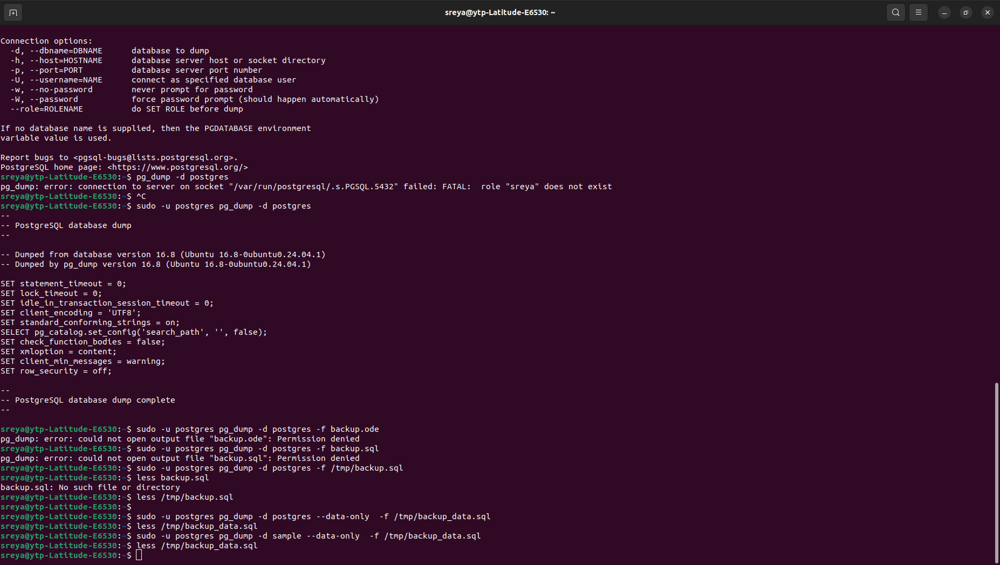 sreya@ytp-Latitude-E6530: ~
Connection options:
  -d, --dbname=DBNAME      database to dump
  -h, --host=HOSTNAME      database server host or socket directory
  -p, --port=PORT          database server port number
  -U, --username=NAME      connect as specified database user
  -w, --no-password        never prompt for password
  -W, --password           force password prompt (should happen automatically)
  --role=ROLENAME          do SET ROLE before dump

If no database name is supplied, then the PGDATABASE environment
variable value is used.

Report bugs to <pgsql-bugs@lists.postgresql.org>.
PostgreSQL home page: <https://www.postgresql.org/>
sreya@ytp-Latitude-E6530:~$ pg_dump -d postgres
pg_dump: error: connection to server on socket "/var/run/postgresql/.s.PGSQL.5432" failed: FATAL:  role "sreya" does not exist
sreya@ytp-Latitude-E6530:~$ ^C
sreya@ytp-Latitude-E6530:~$ sudo -u postgres pg_dump -d postgres
--
-- PostgreSQL database dump
--

-- Dumped from database version 16.8 (Ubuntu 16.8-0ubuntu0.24.04.1)
-- Dumped by pg_dump version 16.8 (Ubuntu 16.8-0ubuntu0.24.04.1)

SET statement_timeout = 0;
SET lock_timeout = 0;
SET idle_in_transaction_session_timeout = 0;
SET client_encoding = 'UTF8';
SET standard_conforming_strings = on;
SELECT pg_catalog.set_config('search_path', '', false);
SET check_function_bodies = false;
SET xmloption = content;
SET client_min_messages = warning;
SET row_security = off;

--
-- PostgreSQL database dump complete
--

sreya@ytp-Latitude-E6530:~$ sudo -u postgres pg_dump -d postgres -f backup.ode
pg_dump: error: could not open output file "backup.ode": Permission denied
sreya@ytp-Latitude-E6530:~$ sudo -u postgres pg_dump -d postgres -f backup.sql
pg_dump: error: could not open output file "backup.sql": Permission denied
sreya@ytp-Latitude-E6530:~$ sudo -u postgres pg_dump -d postgres -f /tmp/backup.sql
sreya@ytp-Latitude-E6530:~$ less backup.sql
backup.sql: No such file or directory
sreya@ytp-Latitude-E6530:~$ less /tmp/backup.sql
sreya@ytp-Latitude-E6530:~$
sreya@ytp-Latitude-E6530:~$ sudo -u postgres pg_dump -d postgres --data-only  -f /tmp/backup_data.sql
sreya@ytp-Latitude-E6530:~$ less /tmp/backup_data.sql
sreya@ytp-Latitude-E6530:~$ sudo -u postgres pg_dump -d sample --data-only  -f /tmp/backup_data.sql
sreya@ytp-Latitude-E6530:~$ less /tmp/backup_data.sql
sreya@ytp-Latitude-E6530:~$